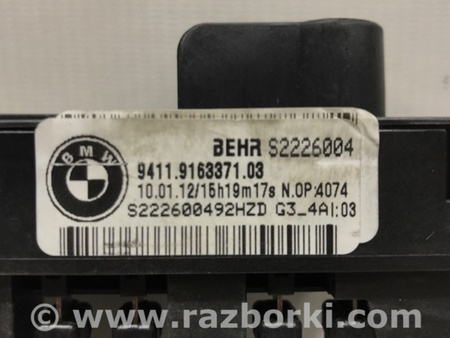 BMW
BEHR S2226004
9411.9163371.03
10.01.12/15h19m17s N.OP:4074
S222600492HZD G3_4AI:03
© www.razborki.com